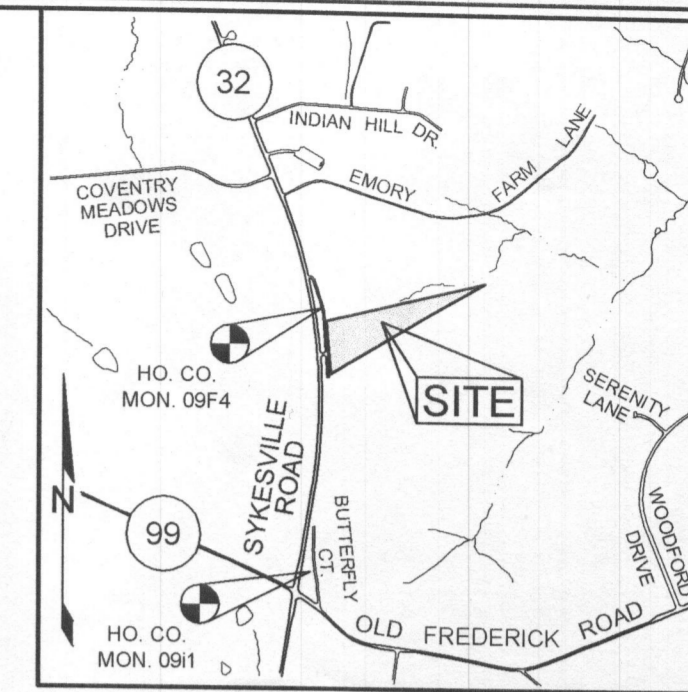 32
INDIAN HILL DR.
COVENTRY
MEADOWS
DRIVE
EMORY FARM LANE
HO. CO.
MON. 09F4
SITE
SERENITY
LANE
SYKESVILLE
ROAD
N
99
BUTTERFLY
CT.
WOODFORD
DRIVE
OLD FREDERICK ROAD
HO. CO.
MON. 09i1